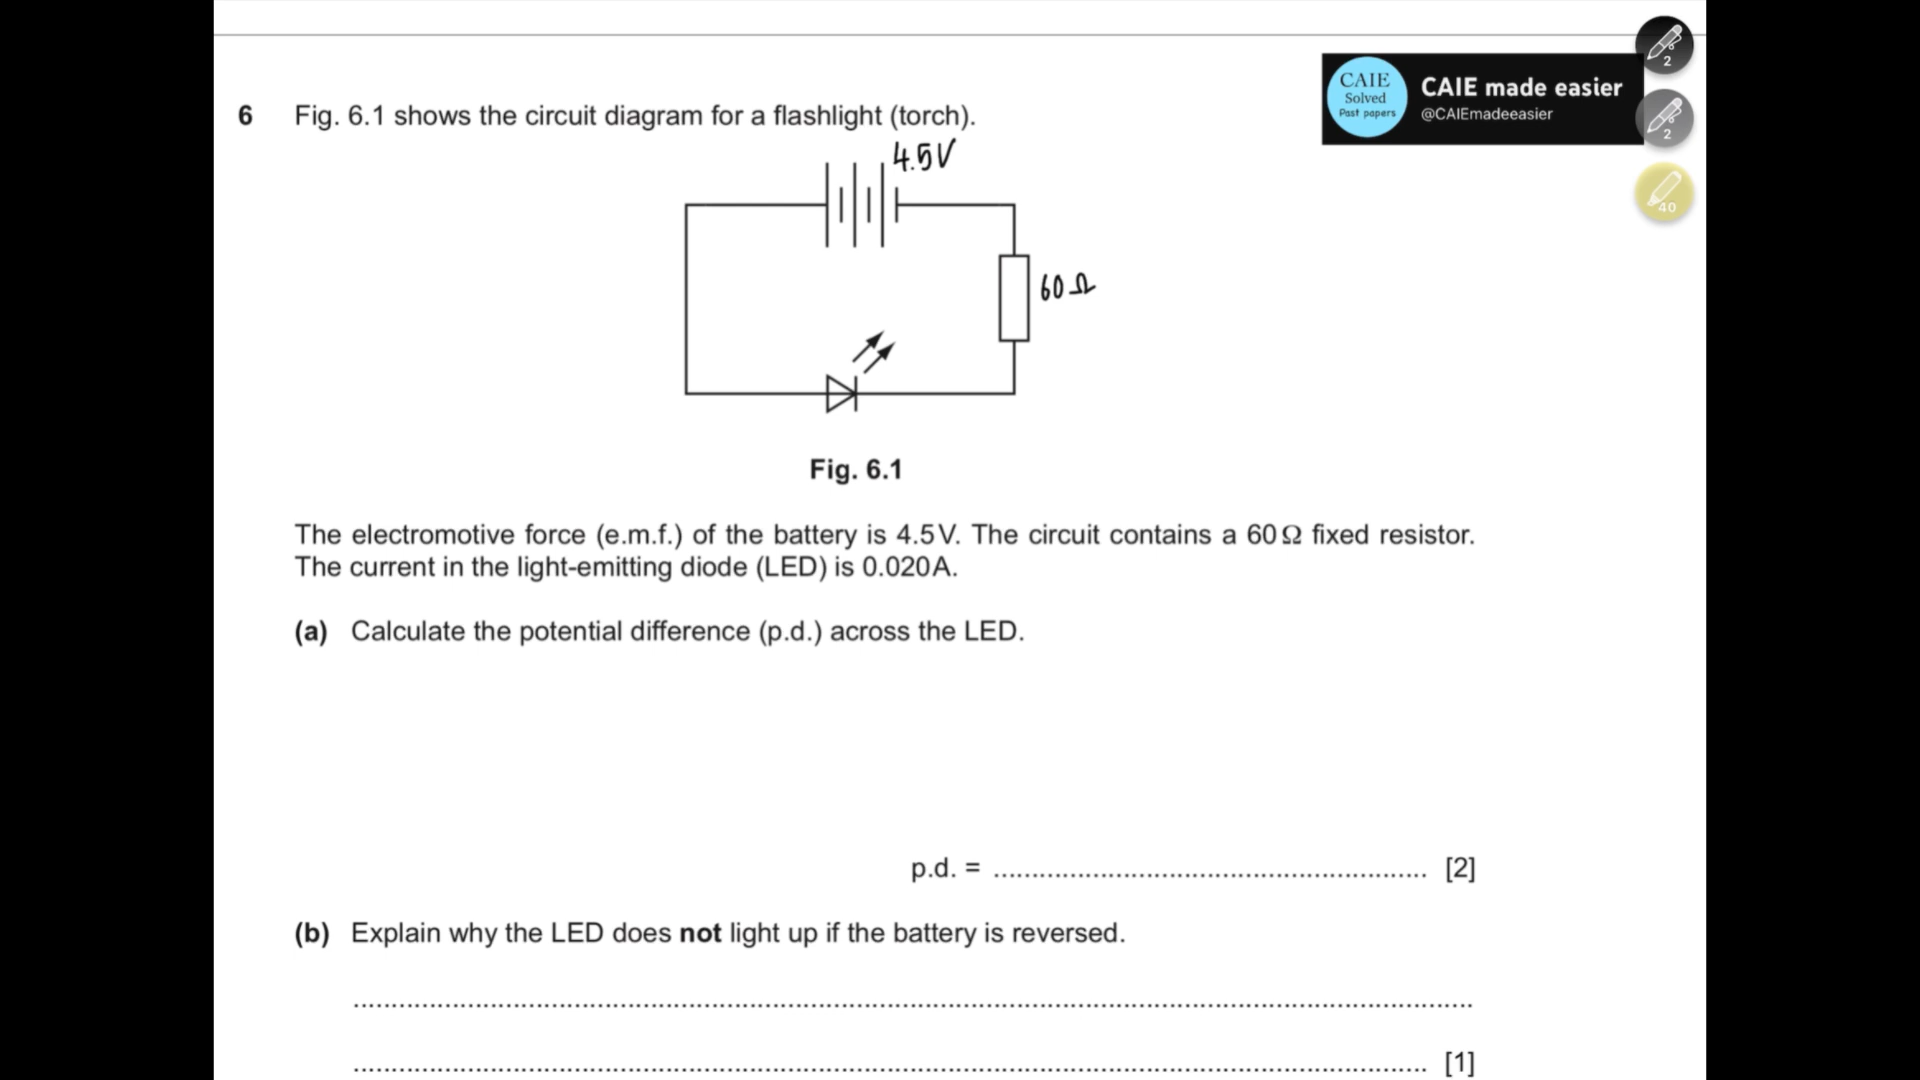 CAIE
Solved
Past papers
CAIE made easier
@CAIEmadeeasier
2
2
40
6 Fig. 6.1 shows the circuit diagram for a flashlight (torch).
4.5V
60Ω
Fig. 6.1
The electromotive force (e.m.f.) of the battery is 4.5V. The circuit contains a 60Ω fixed resistor.
The current in the light-emitting diode (LED) is 0.020A.
(a) Calculate the potential difference (p.d.) across the LED.
p.d. = ........................................................ [2]
(b) Explain why the LED does not light up if the battery is reversed.
[1]